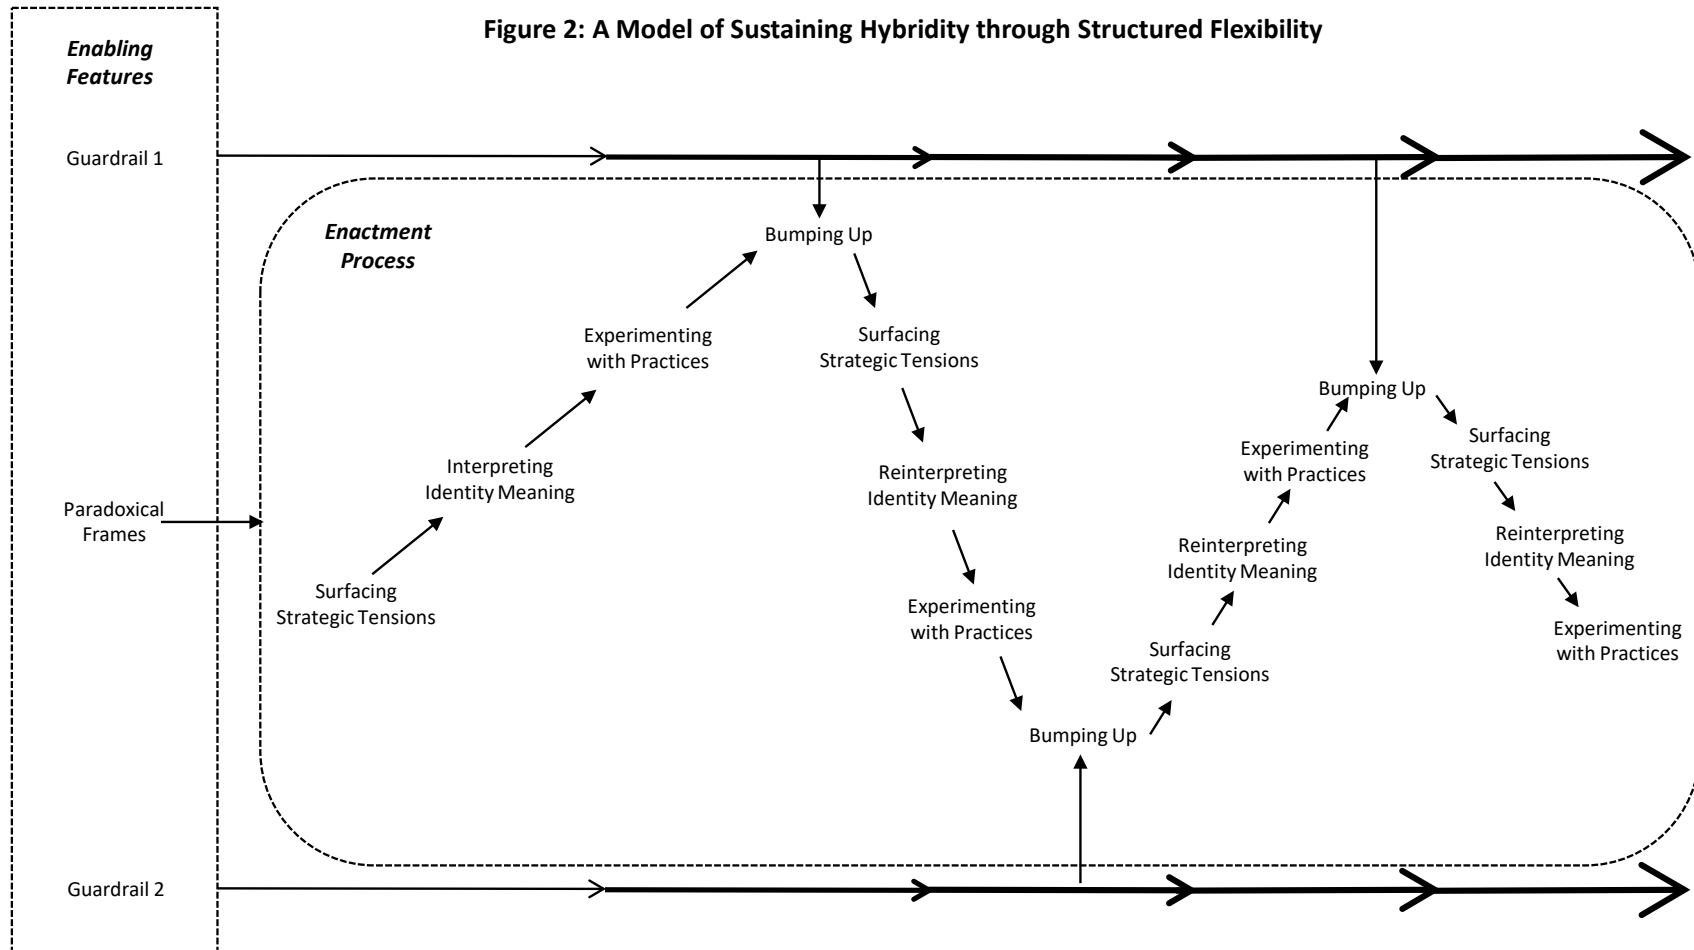 Figure 2: A Model of Sustaining Hybridity through Structured Flexibility
Enabling
Features
Guardrail 1
Paradoxical
Frames
Guardrail 2
Enactment
Process
Surfacing
Strategic Tensions
Interpreting
Identity Meaning
Experimenting
with Practices
Bumping Up
Surfacing
Strategic Tensions
Reinterpreting
Identity Meaning
Experimenting
with Practices
Bumping Up
Surfacing
Strategic Tensions
Reinterpreting
Identity Meaning
Experimenting
with Practices
Bumping Up
Surfacing
Strategic Tensions
Reinterpreting
Identity Meaning
Experimenting
with Practices